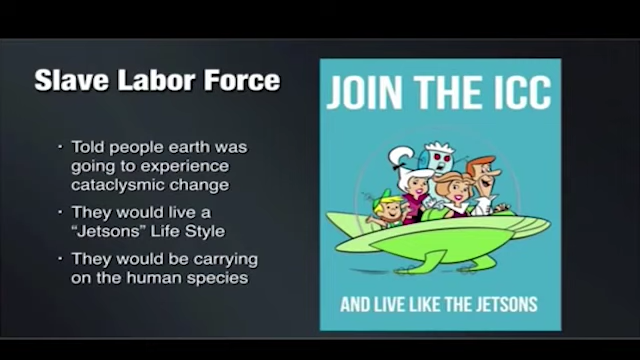 Slave Labor Force
· Told people earth was
going to experience
cataclysmic change
· They would live a
“Jetsons” Life Style
· They would be carrying
on the human species
JOIN THE ICC
AND LIVE LIKE THE JETSONS